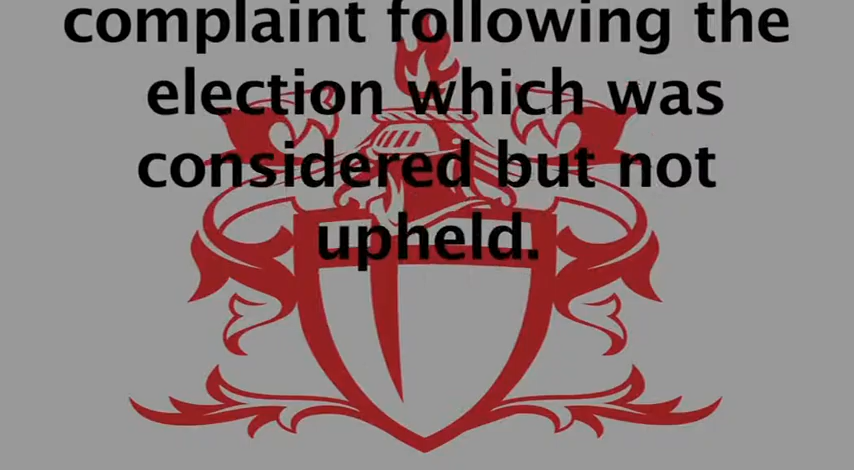 complaint following the
election which was
considered but not
upheld.